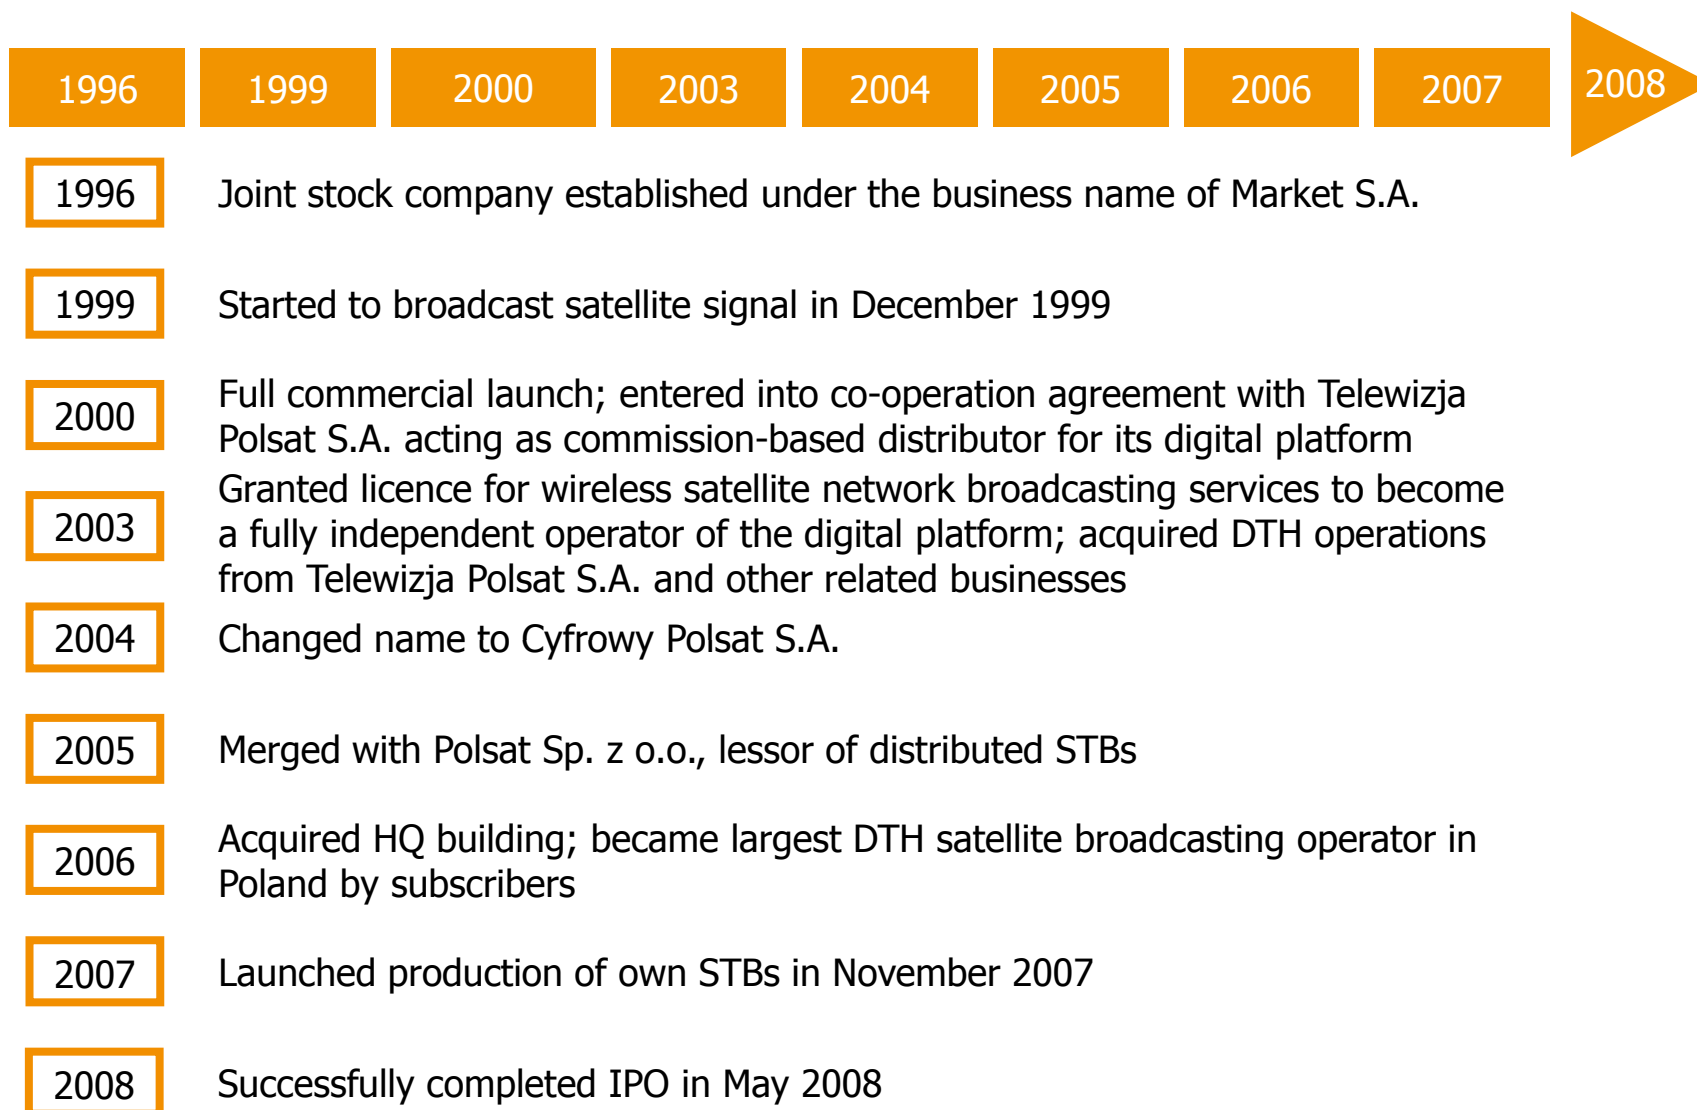 1996 1999 2000 2003 2004 2005 2006 2007 2008
1996 Joint stock company established under the business name of Market S.A.
1999 Started to broadcast satellite signal in December 1999
2000 Full commercial launch; entered into co-operation agreement with Telewizja
Polsat S.A. acting as commission-based distributor for its digital platform
2003 Granted licence for wireless satellite network broadcasting services to become
a fully independent operator of the digital platform; acquired DTH operations
from Telewizja Polsat S.A. and other related businesses
2004 Changed name to Cyfrowy Polsat S.A.
2005 Merged with Polsat Sp. z o.o., lessor of distributed STBs
2006 Acquired HQ building; became largest DTH satellite broadcasting operator in
Poland by subscribers
2007 Launched production of own STBs in November 2007
2008 Successfully completed IPO in May 2008